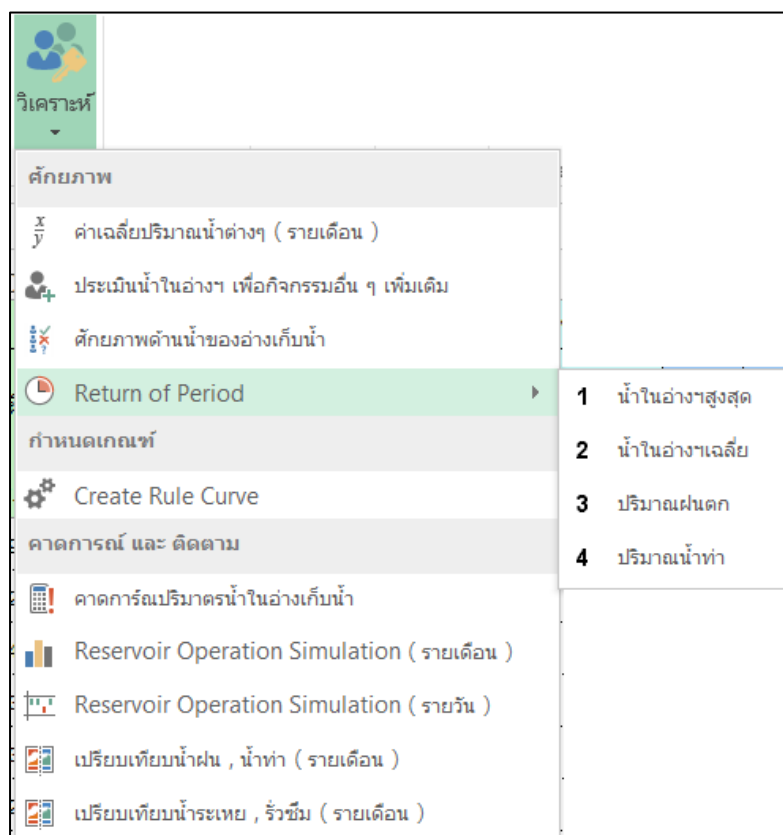 วิเคราะห์
ศักยภาพ
x
y
ค่าเฉลี่ยปริมาณน้ำต่างๆ ( รายเดือน )
ประเมินน้ำในอ่างฯ เพื่อกิจกรรมอื่น ๆ เพิ่มเติม
ศักยภาพด้านน้ำของอ่างเก็บน้ำ
Return of Period
1 น้ำในอ่างฯสูงสุด
กำหนดเกณฑ์
2 น้ำในอ่างฯเฉลี่ย
Create Rule Curve
3 ปริมาณฝนตก
คาดการณ์ และ ติดตาม
4 ปริมาณน้ำท่า
คาดการ์ณปริมาตรน้ำในอ่างเก็บน้ำ
Reservoir Operation Simulation ( รายเดือน )
Reservoir Operation Simulation ( รายวัน )
เปรียบเทียบน้ำฝน , น้ำท่า ( รายเดือน )
เปรียบเทียบน้ำระเหย , รั่วซึม ( รายเดือน )